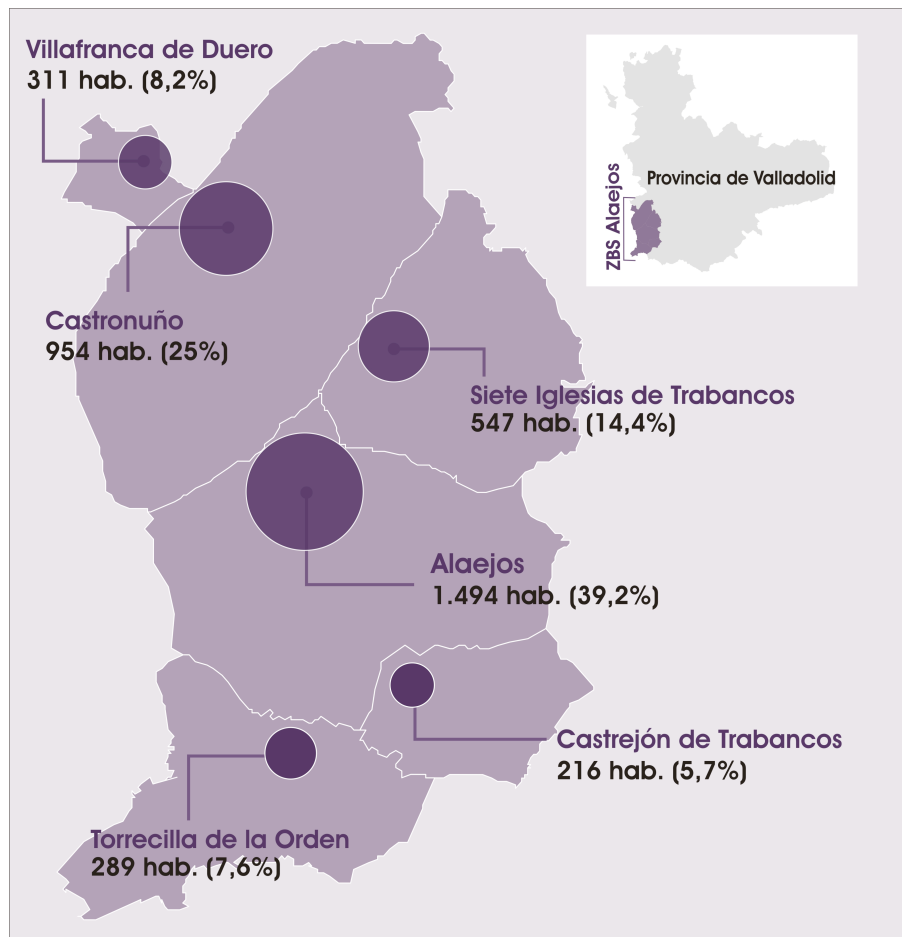 Villafranca de Duero
311 hab. (8,2%)
Provincia de Valladolid
ZBS Alaejos
Castronuño
954 hab. (25%)
Siete Iglesias de Trabancos
547 hab. (14,4%)
Alaejos
1.494 hab. (39,2%)
Castrejón de Trabancos
216 hab. (5,7%)
Torrecilla de la Orden
289 hab. (7,6%)